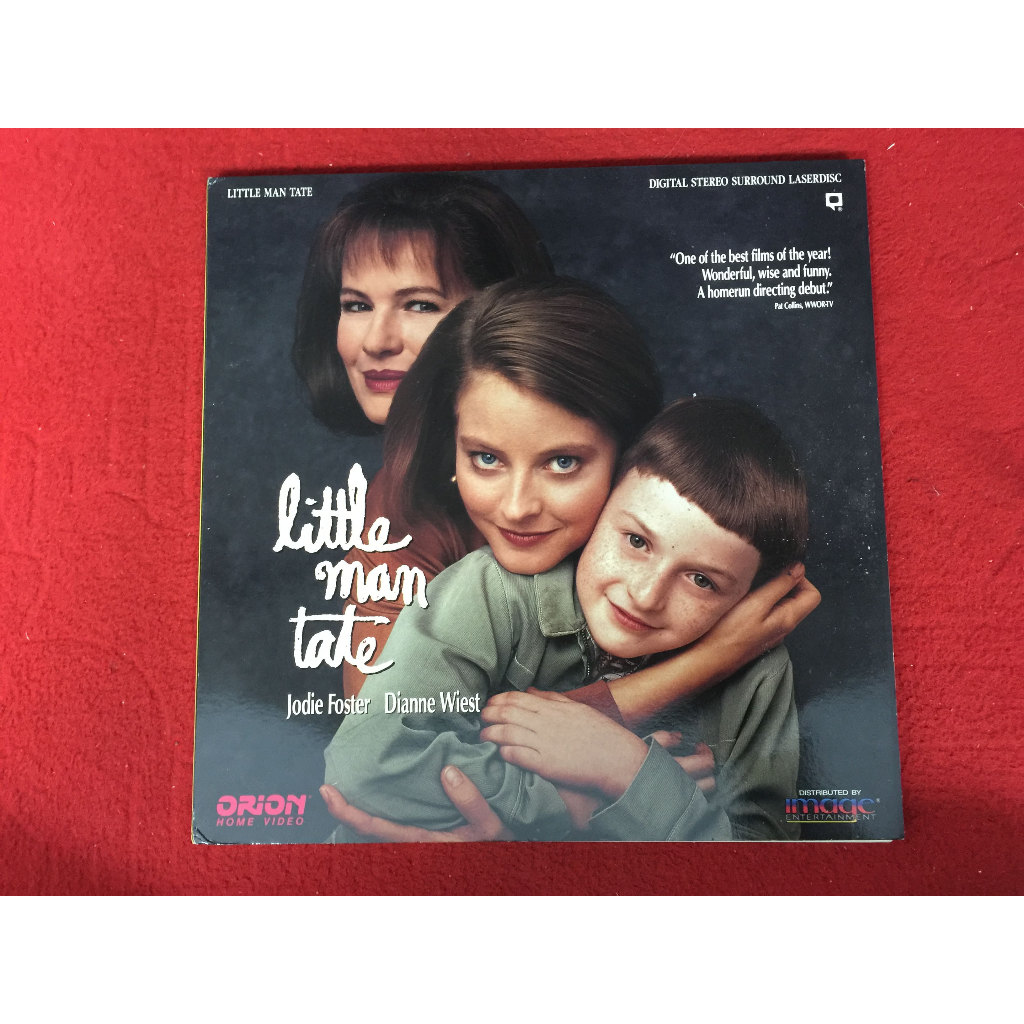 LITTLE MAN TATE
DIGITAL STEREO SURROUND LASERDISC
“One of the best films of the year!
Wonderful, wise and funny.
A homerun directing debut.”
Pat Collins, WWOR-TV
little
man
tate
Jodie Foster Dianne Wiest
ORION
HOME VIDEO
DISTRIBUTED BY
image
ENTERTAINMENT